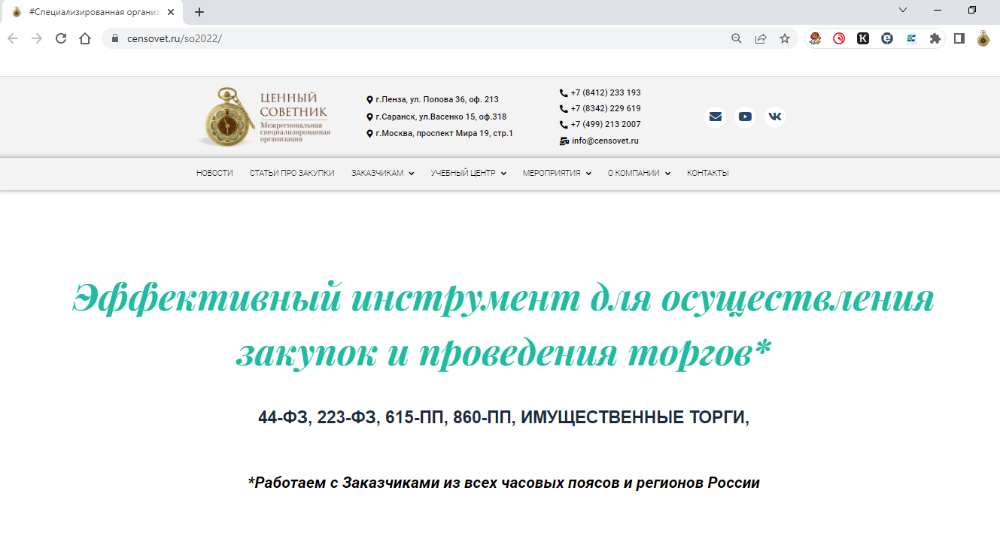 #Специализированная организ
censovet.ru/so2022/
ЦЕННЫЙ
СОВЕТНИК
Межрегиональная
специализированная
организация
г.Пенза, ул. Попова 36, оф. 213
г.Саранск, ул.Васенко 15, оф.318
г.Москва, проспект Мира 19, стр.1
+7 (8412) 233 193
+7 (8342) 229 619
+7 (499) 213 2007
info@censovet.ru
НОВОСТИ СТАТЬИ ПРО ЗАКУПКИ ЗАКАЗЧИКАМ УЧЕБНЫЙ ЦЕНТР МЕРОПРИЯТИЯ О КОМПАНИИ КОНТАКТЫ
Эффективный инструмент для осуществления
закупок и проведения торгов*
44-ФЗ, 223-ФЗ, 615-ПП, 860-ПП, ИМУЩЕСТВЕННЫЕ ТОРГИ,
*Работаем с Заказчиками из всех часовых поясов и регионов России